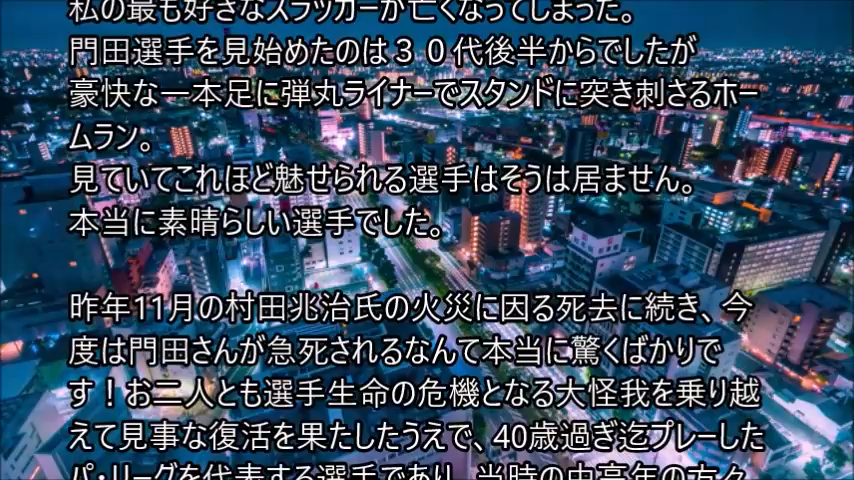 私の最も好きなスラッガーが亡くなってしまった。
門田選手を見始めたのは３０代後半からでしたが
豪快な一本足に弾丸ライナーでスタンドに突き刺さるホー
ムラン。
見ていてこれほど魅せられる選手はそうは居ません。
本当に素晴らしい選手でした。
昨年11月の村田兆治氏の火災に因る死去に続き、今
度は門田さんが急死されるなんて本当に驚くばかりで
す！お二人とも選手生命の危機となる大怪我を乗り越
えて見事な復活を果たしたうえで、40歳過ぎ迄プレーした
パ・リーグを代表する選手であり、当時の中高年の方々